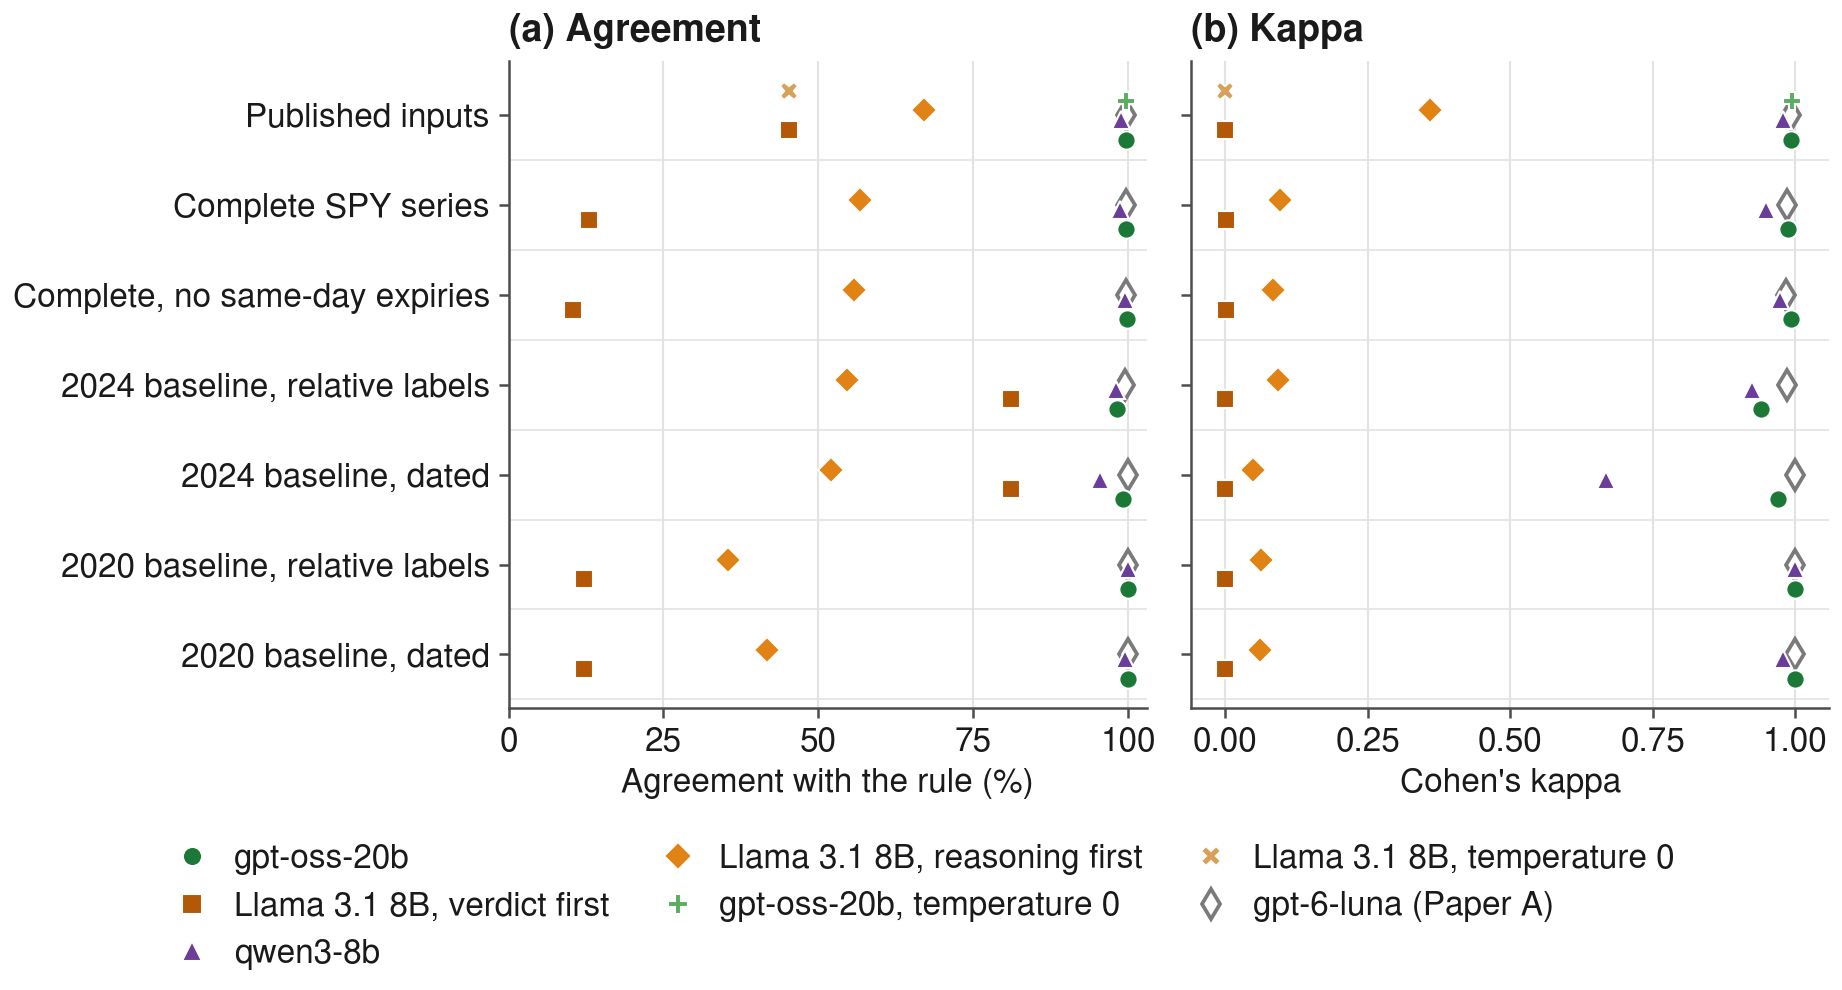 (a) Agreement
(b) Kappa
Published inputs
Complete SPY series
Complete, no same-day expiries
2024 baseline, relative labels
2024 baseline, dated
2020 baseline, relative labels
2020 baseline, dated
0 25 50 75 100
0.00 0.25 0.50 0.75 1.00
Agreement with the rule (%)
Cohen's kappa
gpt-oss-20b
Llama 3.1 8B, reasoning first
Llama 3.1 8B, temperature 0
Llama 3.1 8B, verdict first
gpt-oss-20b, temperature 0
gpt-6-luna (Paper A)
qwen3-8b